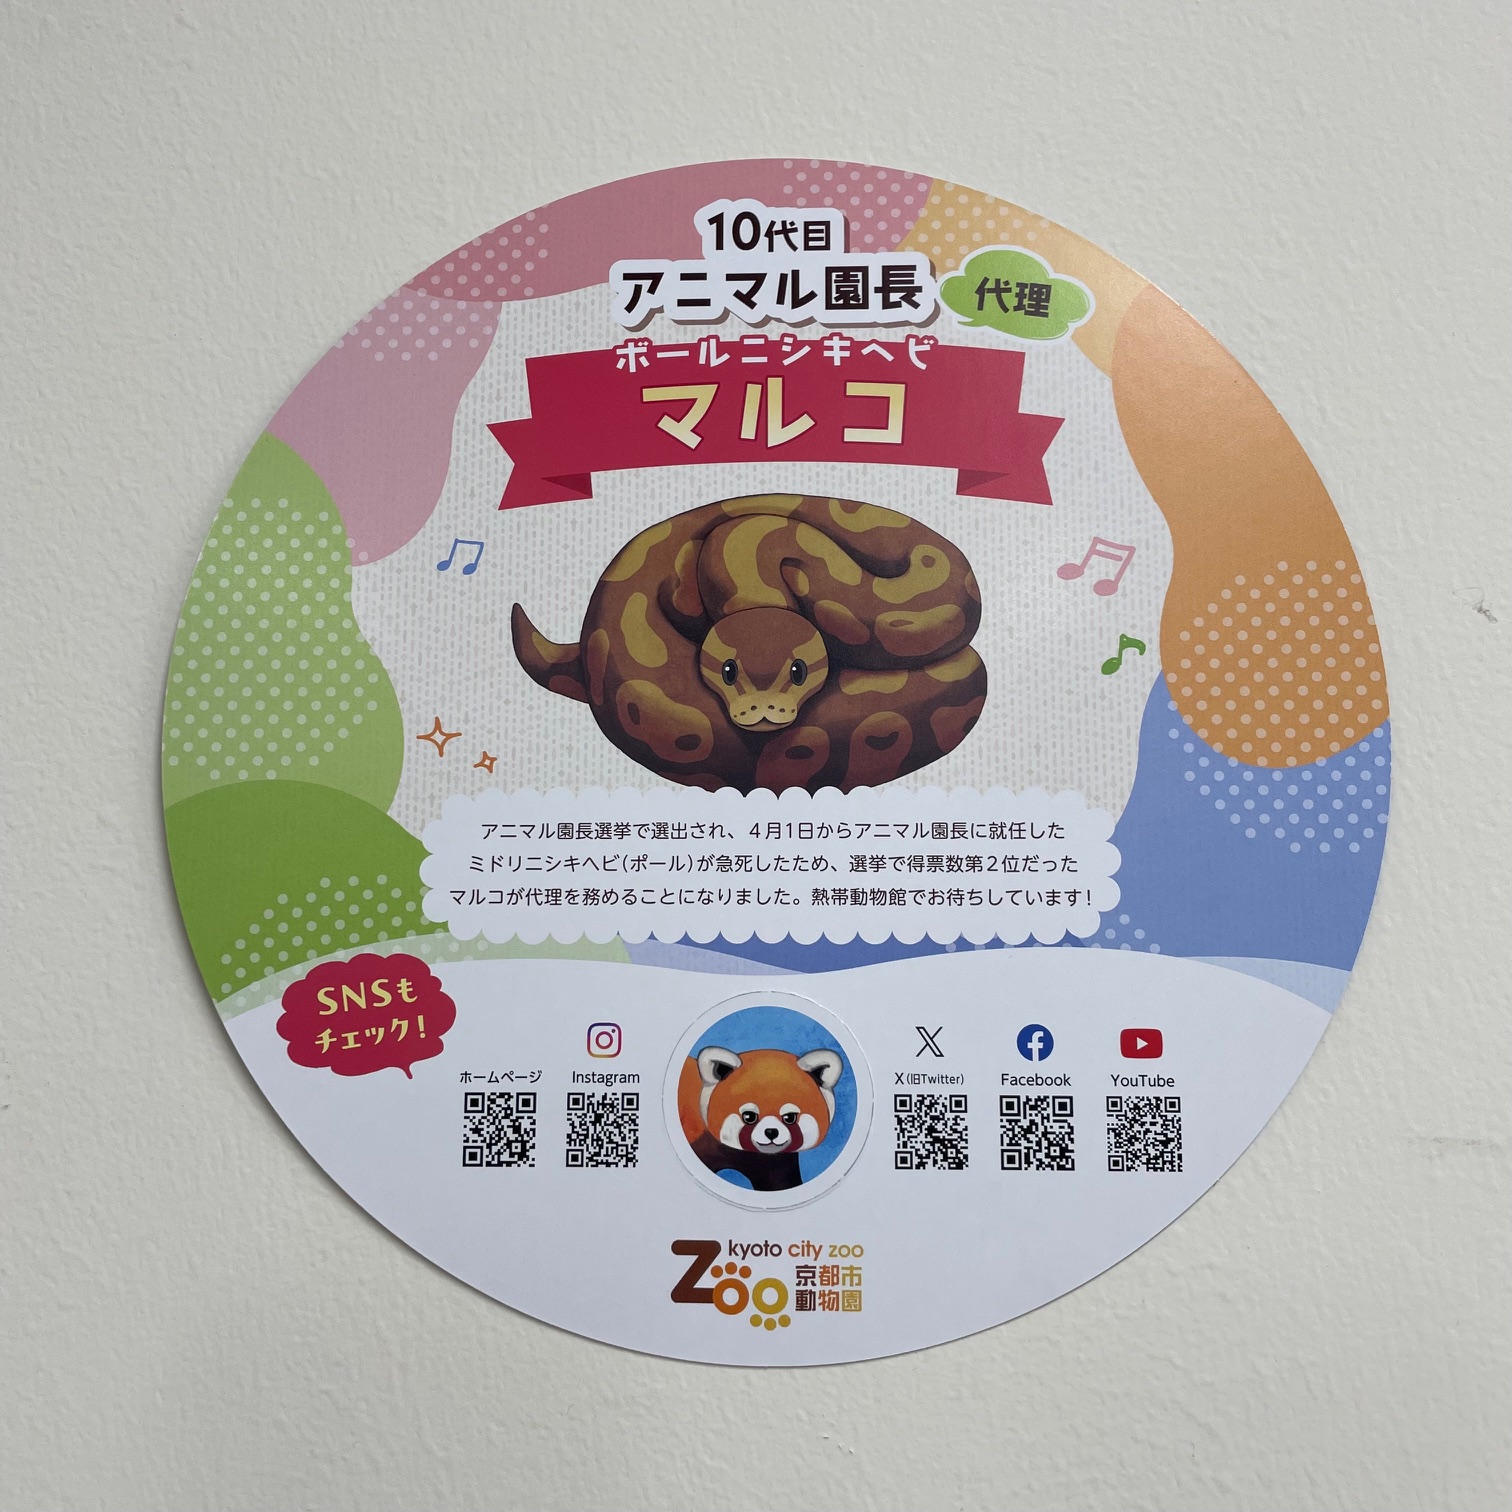 10代目
アニマル園長
代理
ボールニシキヘビ
マルコ
アニマル園長選挙で選出され、4月1日からアニマル園長に就任した
ミドリニシキヘビ(ポール)が急死したため、選挙で得票数第2位だった
マルコが代理を務めることになりました。熱帯動物館でお待ちしています!
SNSも
チェック!
ホームページ
Instagram
X(旧Twitter)
Facebook
YouTube
Zoo
kyoto city zoo
京都市
動物園